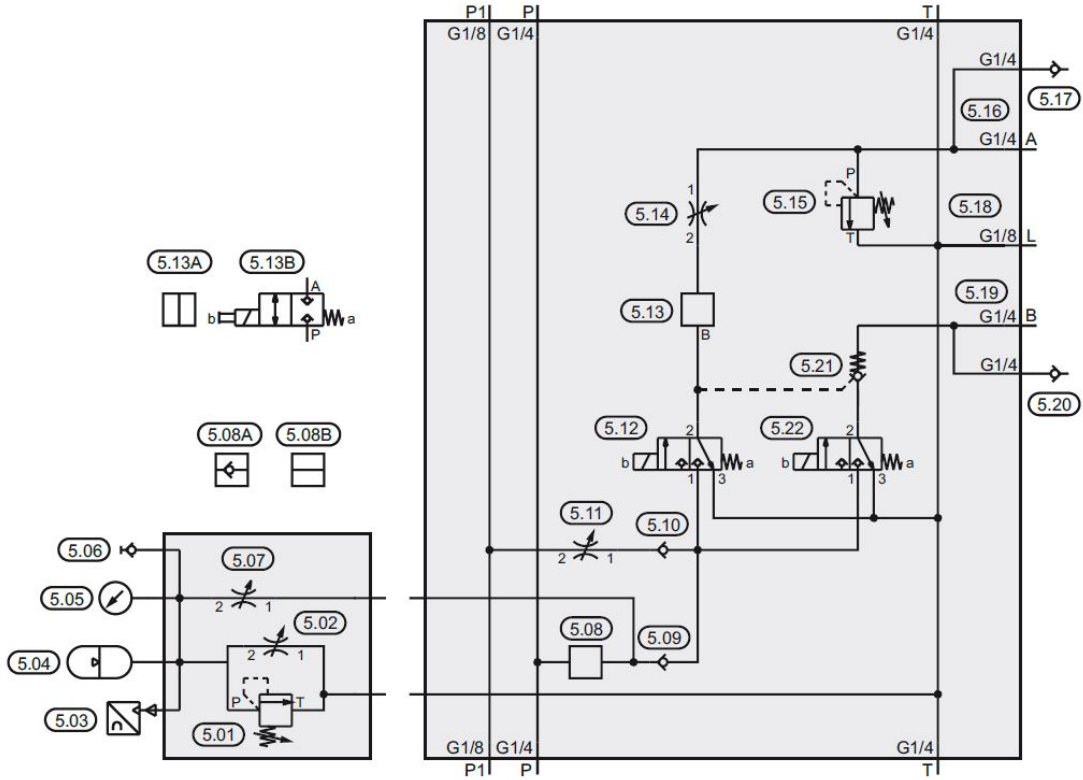 P1 P T
G1/8 G1/4 G1/4
G1/4
5.17
5.16
G1/4 A
P
1
5.14
5.15
2
T
5.18
G1/8 L
5.13A 5.13B
A
b a
P
5.13
B
5.19
G1/4 B
5.21
G1/4
5.20
5.12 2 5.22 2
b a b a
1 3 1 3
5.08A 5.08B
5.11 5.10
2 1
5.06
5.07
5.05
2 1
5.02
5.08 5.09
5.04
2 1
P T
5.03
5.01
G1/8 G1/4 G1/4
P1 P T